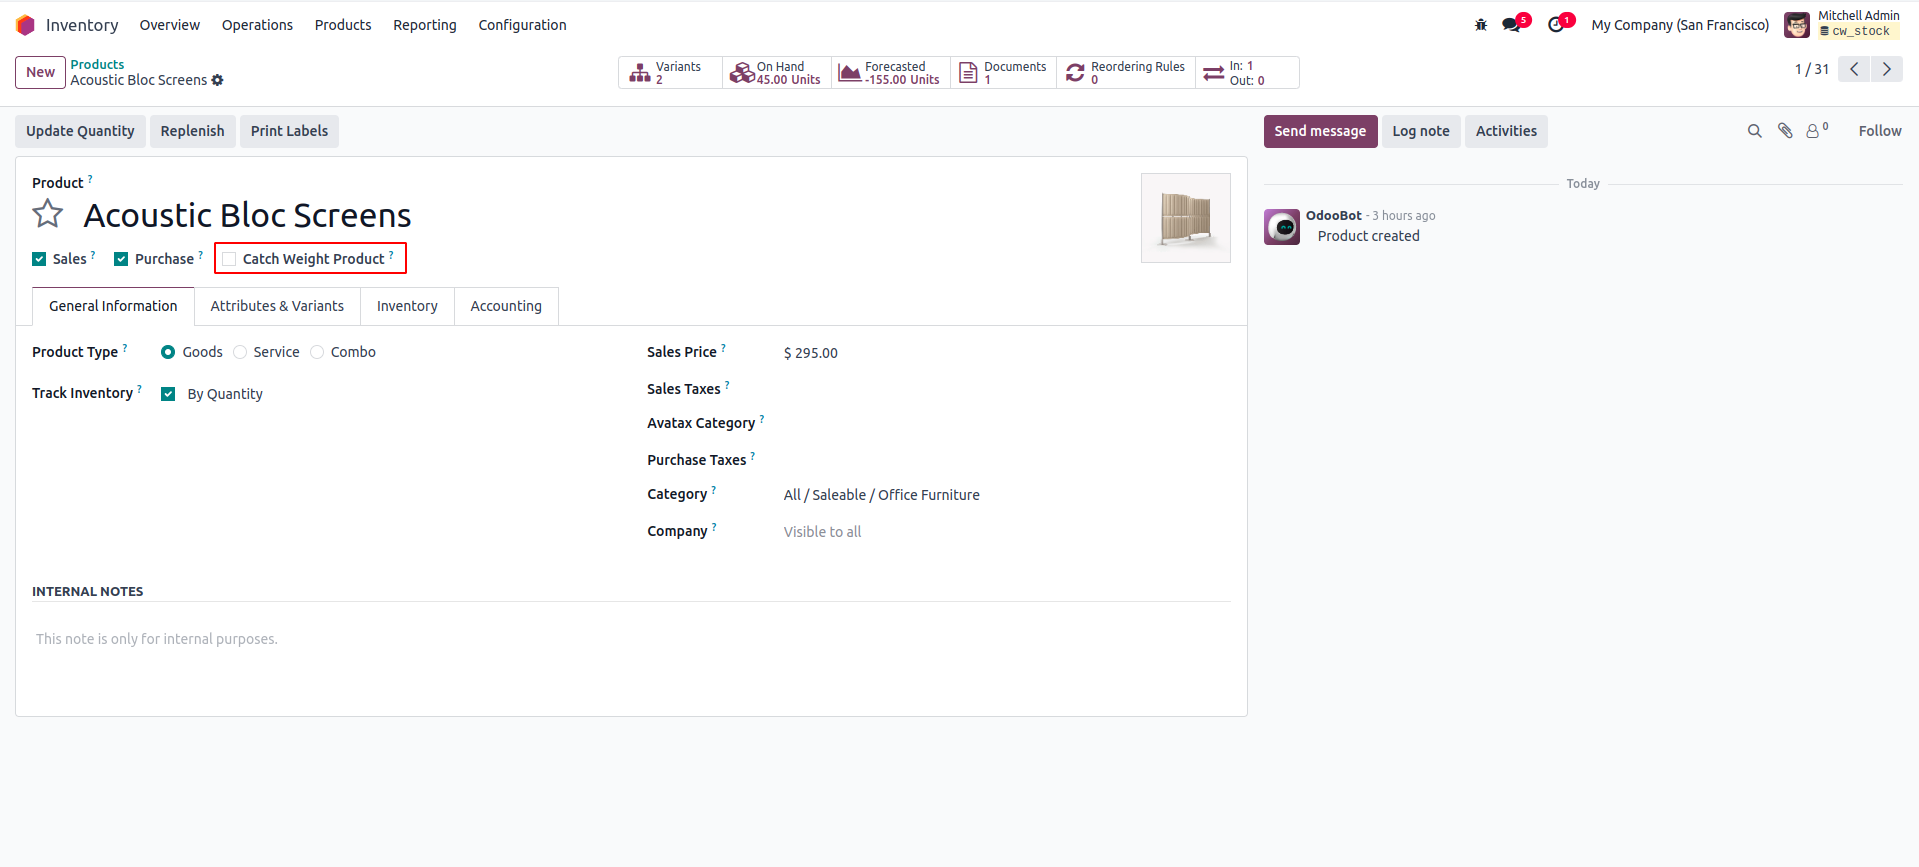 Inventory Overview Operations Products Reporting Configuration 5 1 My Company (San Francisco) Mitchell Admin
cw_stock
New Products
Acoustic Bloc Screens
Variants
2
On Hand
45.00 Units
Forecasted
-155.00 Units
Documents
1
Reordering Rules
0
In: 1
Out: 0
1 / 31
Update Quantity Replenish Print Labels
Send message Log note Activities 0 Follow
Product ?
Acoustic Bloc Screens
Sales ? Purchase ? Catch Weight Product ?
General Information Attributes & Variants Inventory Accounting
Product Type ? Goods Service Combo
Track Inventory ? By Quantity
Sales Price ? $ 295.00
Sales Taxes ?
Avatax Category ?
Purchase Taxes ?
Category ? All / Saleable / Office Furniture
Company ? Visible to all
INTERNAL NOTES
This note is only for internal purposes.
Today
OdooBot - 3 hours ago
Product created